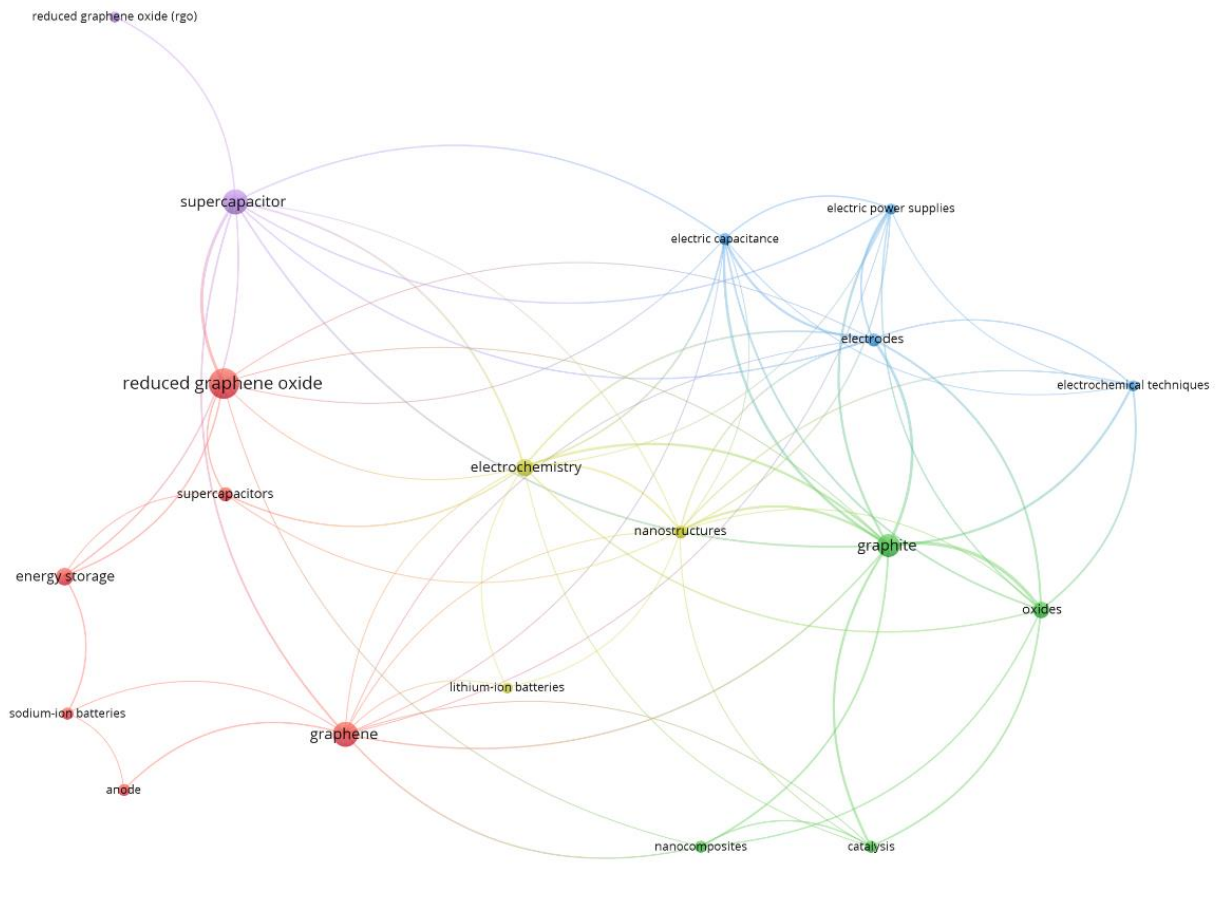 reduced graphene oxide (rgo)
supercapacitor
electric power supplies
electric capacitance
electrodes
reduced graphene oxide
electrochemical techniques
electrochemistry
supercapacitors
nanostructures
graphite
energy storage
oxides
lithium-ion batteries
sodium-ion batteries
graphene
anode
nanocomposites
catalysis